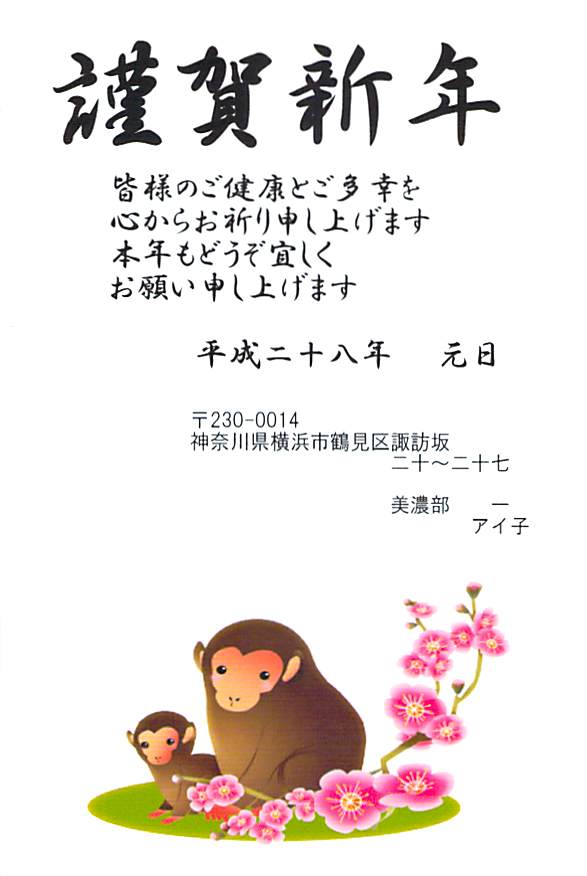 謹賀新年
皆様のご健康とご多幸を
心からお祈り申し上げます
本年もどうぞ宜しく
お願い申し上げます
平成二十八年　元日
〒230-0014
神奈川県横浜市鶴見区諏訪坂
二十～二十七
美濃部　一
アイ子